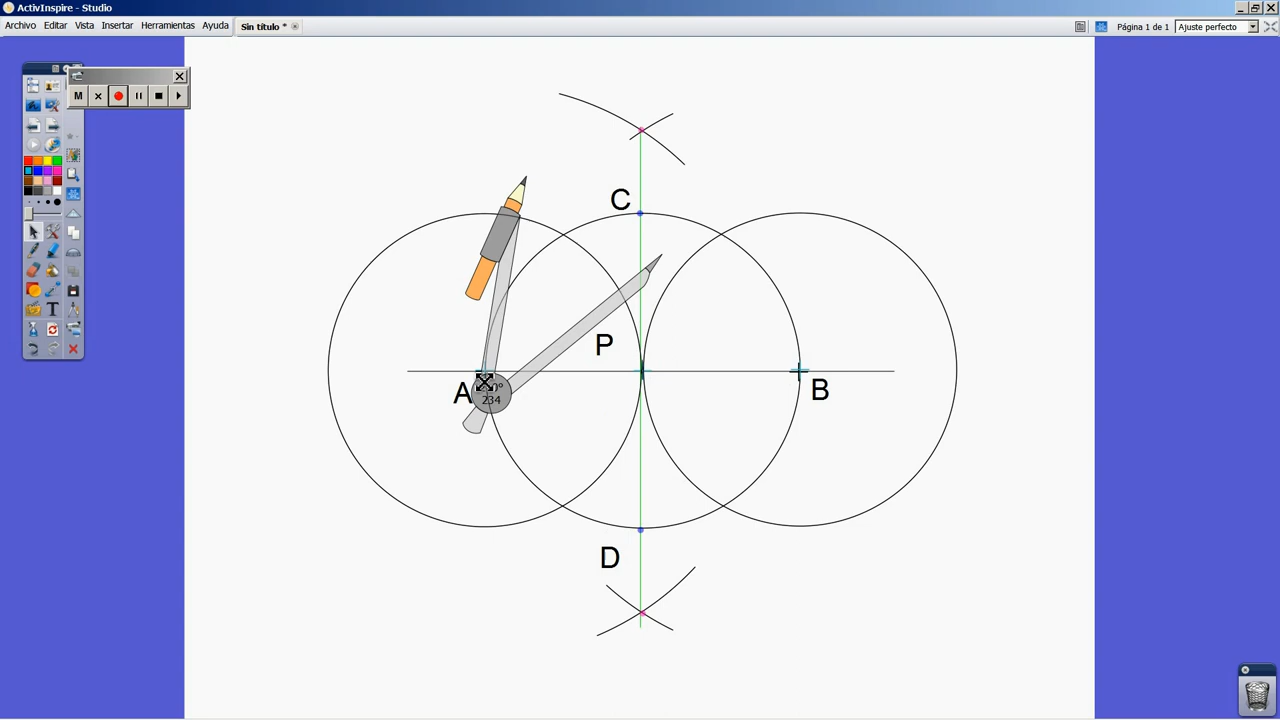 ActivInspire - Studio
Archivo Editar Vista Insertar Herramientas Ayuda
Sin título *
Página 1 de 1
Ajuste perfecto
M
T
C
P
A
B
234
D